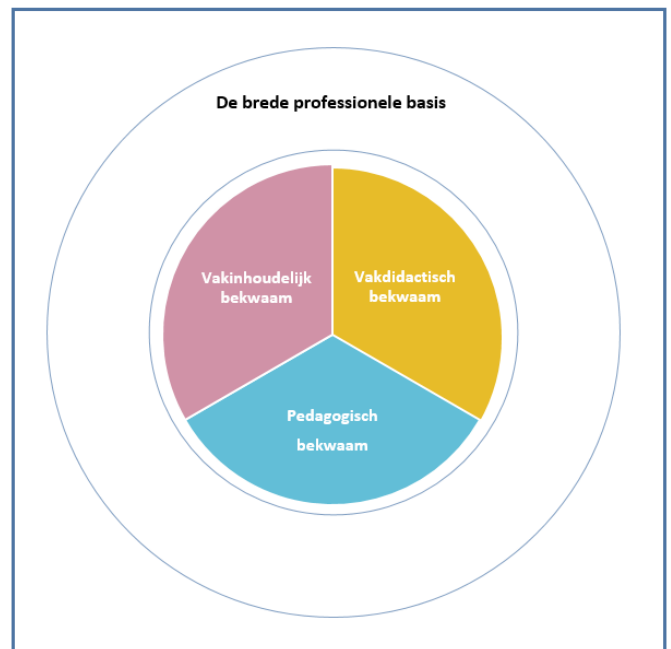 De brede professionele basis
Vakinhoudelijk
bekwaam
Vakdidactisch
bekwaam
Pedagogisch
bekwaam